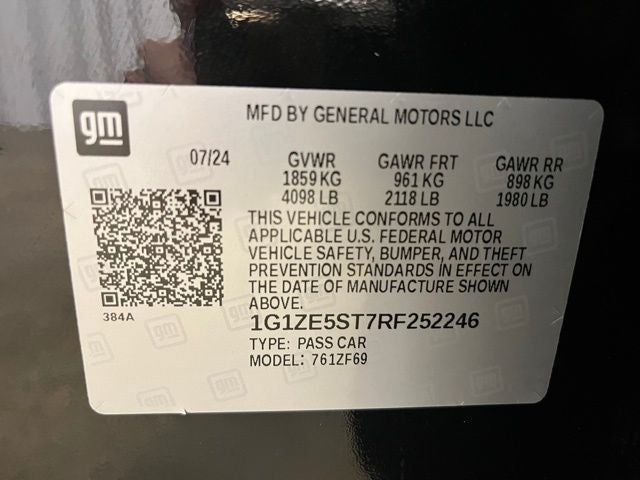 gm
MFD BY GENERAL MOTORS LLC
07/24 GVWR GAWR FRT GAWR RR
1859 KG 961 KG 898 KG
4098 LB 2118 LB 1980 LB
THIS VEHICLE CONFORMS TO ALL
APPLICABLE U.S. FEDERAL MOTOR
VEHICLE SAFETY, BUMPER, AND THEFT
PREVENTION STANDARDS IN EFFECT ON
THE DATE OF MANUFACTURE SHOWN
ABOVE.
384A
1G1ZE5ST7RF252246
TYPE: PASS CAR
MODEL: 761ZF69